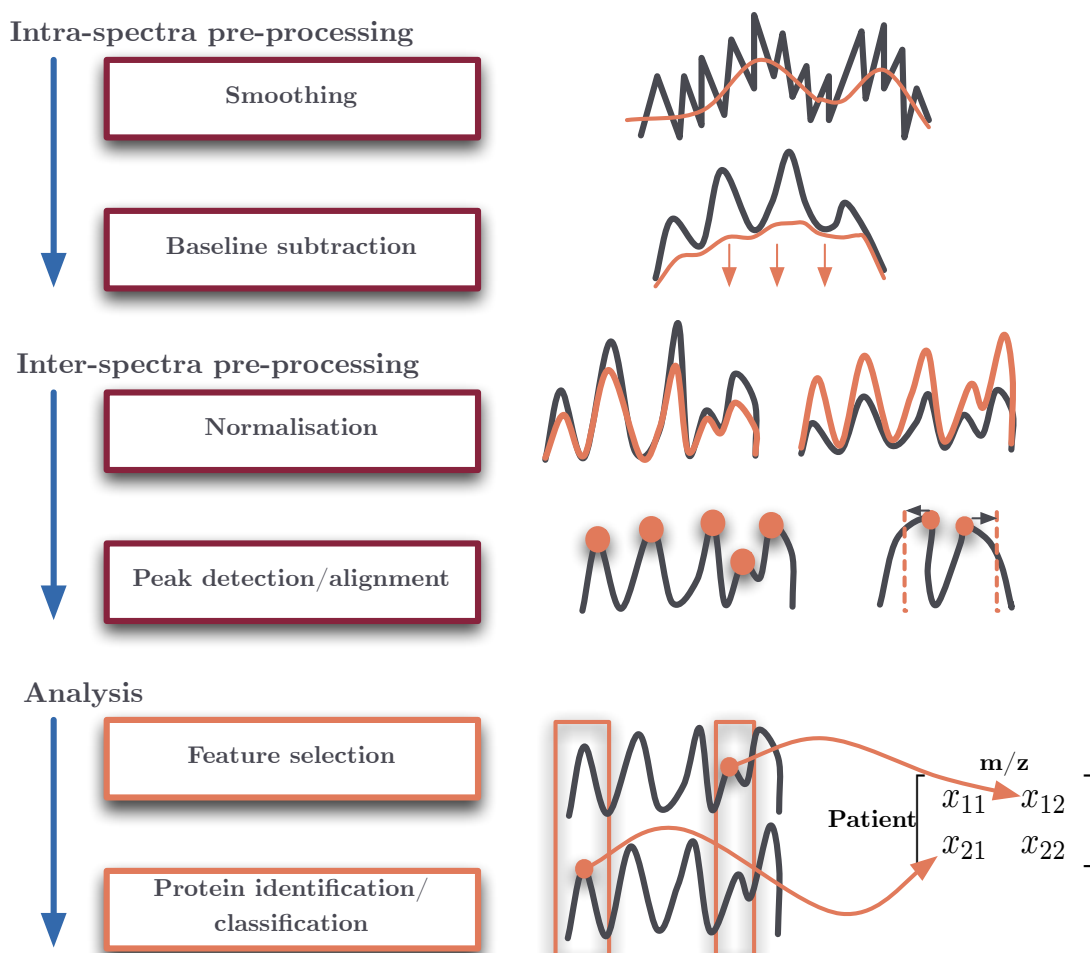 Intra-spectra pre-processing
Smoothing
Baseline subtraction
Inter-spectra pre-processing
Normalisation
Peak detection/alignment
Analysis
Feature selection
Protein identification/
classification
m/z
Patient
x₁₁ x₁₂
x₂₁ x₂₂